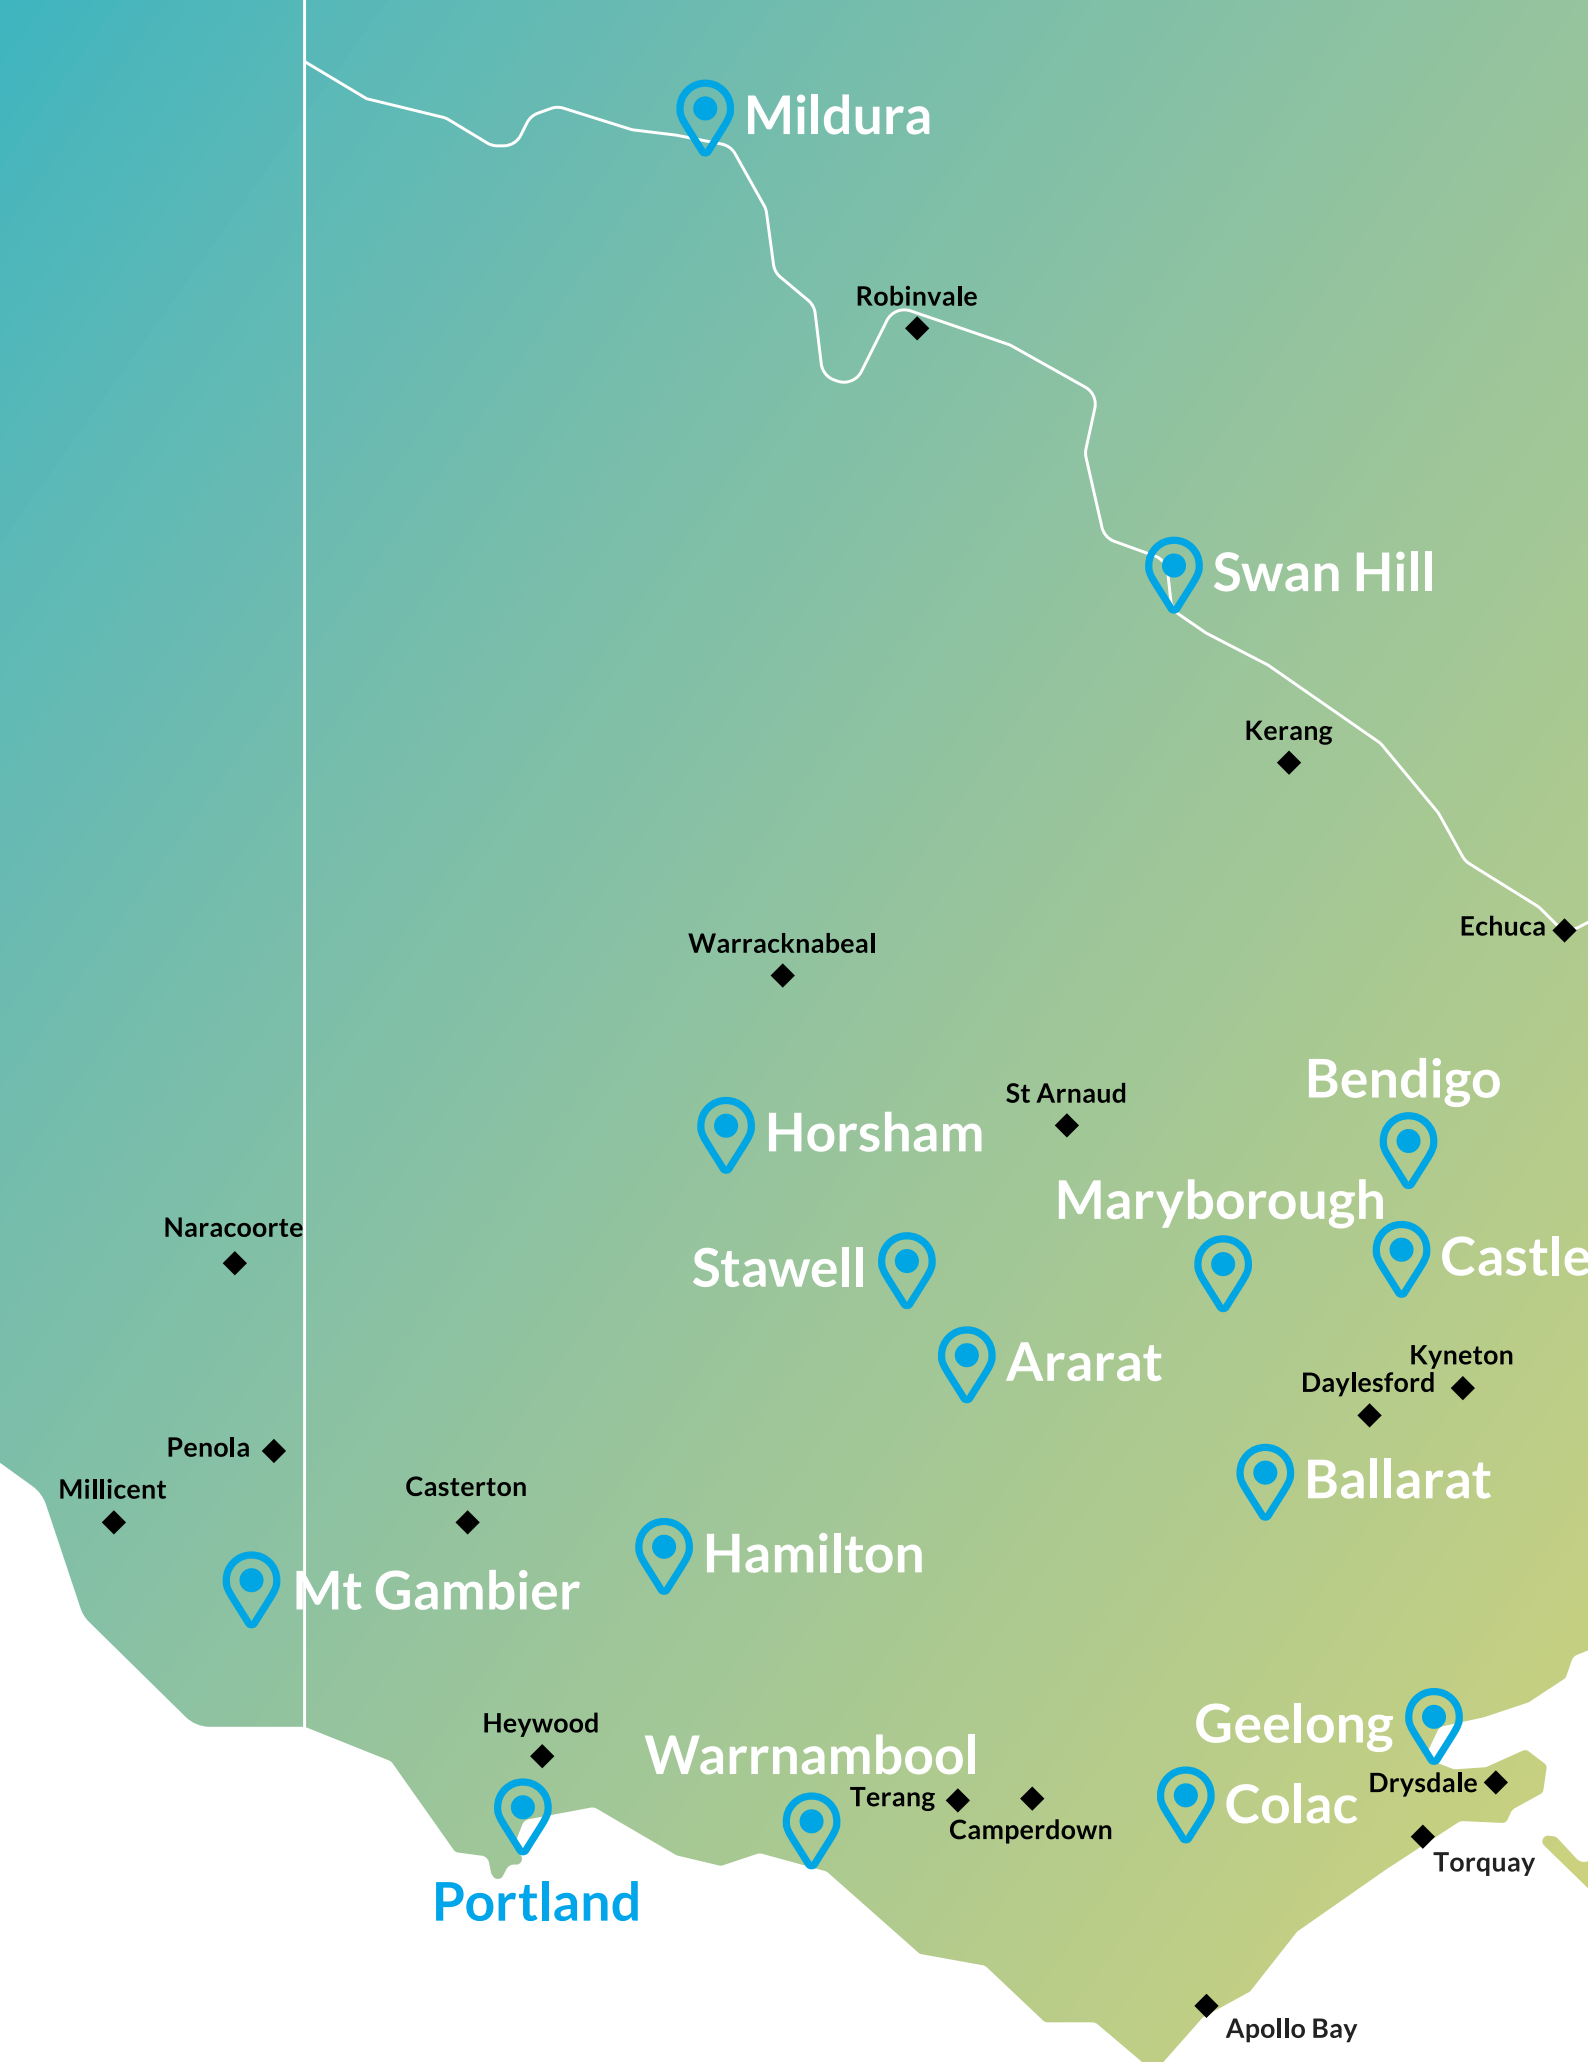 Mildura
Robinvale
Swan Hill
Kerang
Echuca
Warracknabeal
Bendigo
St Arnaud
Horsham
Maryborough
Naracoorte
Castle
Stawell
Kyneton
Ararat
Daylesford
Penola
Ballarat
Millicent
Casterton
Hamilton
Mt Gambier
Heywood
Geelong
Warrnambool
Drysdale
Terang
Colac
Camperdown
Torquay
Portland
Apollo Bay